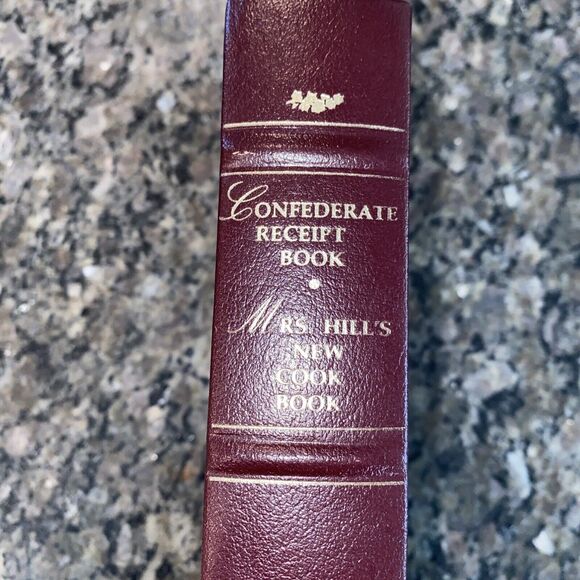 CONFEDERATE
RECEIPT
BOOK
MRS. HILL'S
NEW
COOK
BOOK